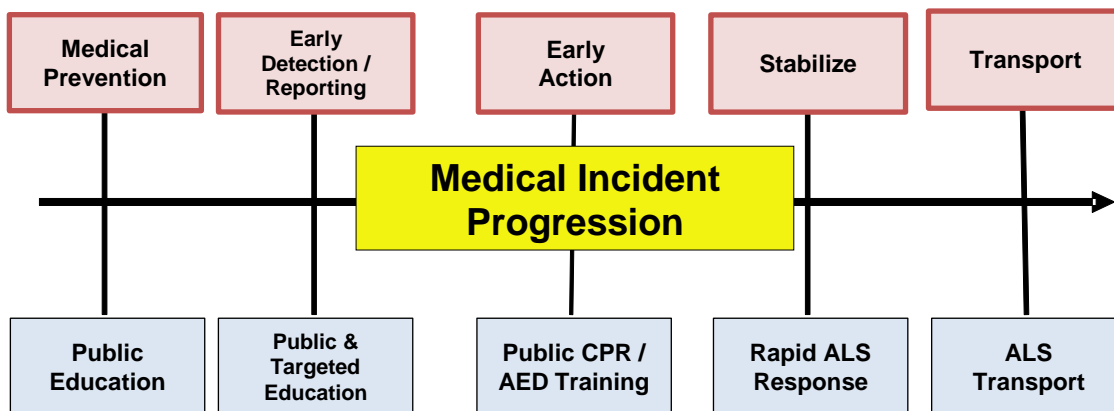 Medical
Prevention
Early
Detection /
Reporting
Early
Action
Stabilize
Transport
Medical Incident
Progression
Public
Education
Public &
Targeted
Education
Public CPR /
AED Training
Rapid ALS
Response
ALS
Transport